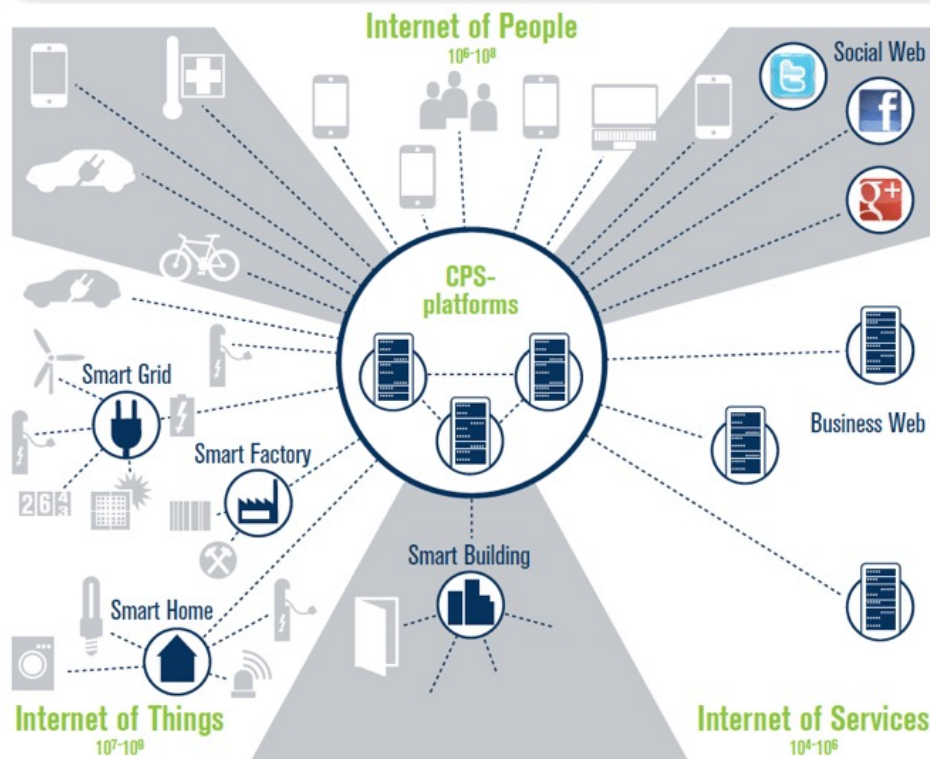 Internet of People
10⁶-10⁸
Social Web
CPS-
platforms
Smart Grid
Business Web
Smart Factory
Smart Building
Smart Home
Internet of Things
10⁷-10⁹
Internet of Services
10⁴-10⁶
t
f
g+